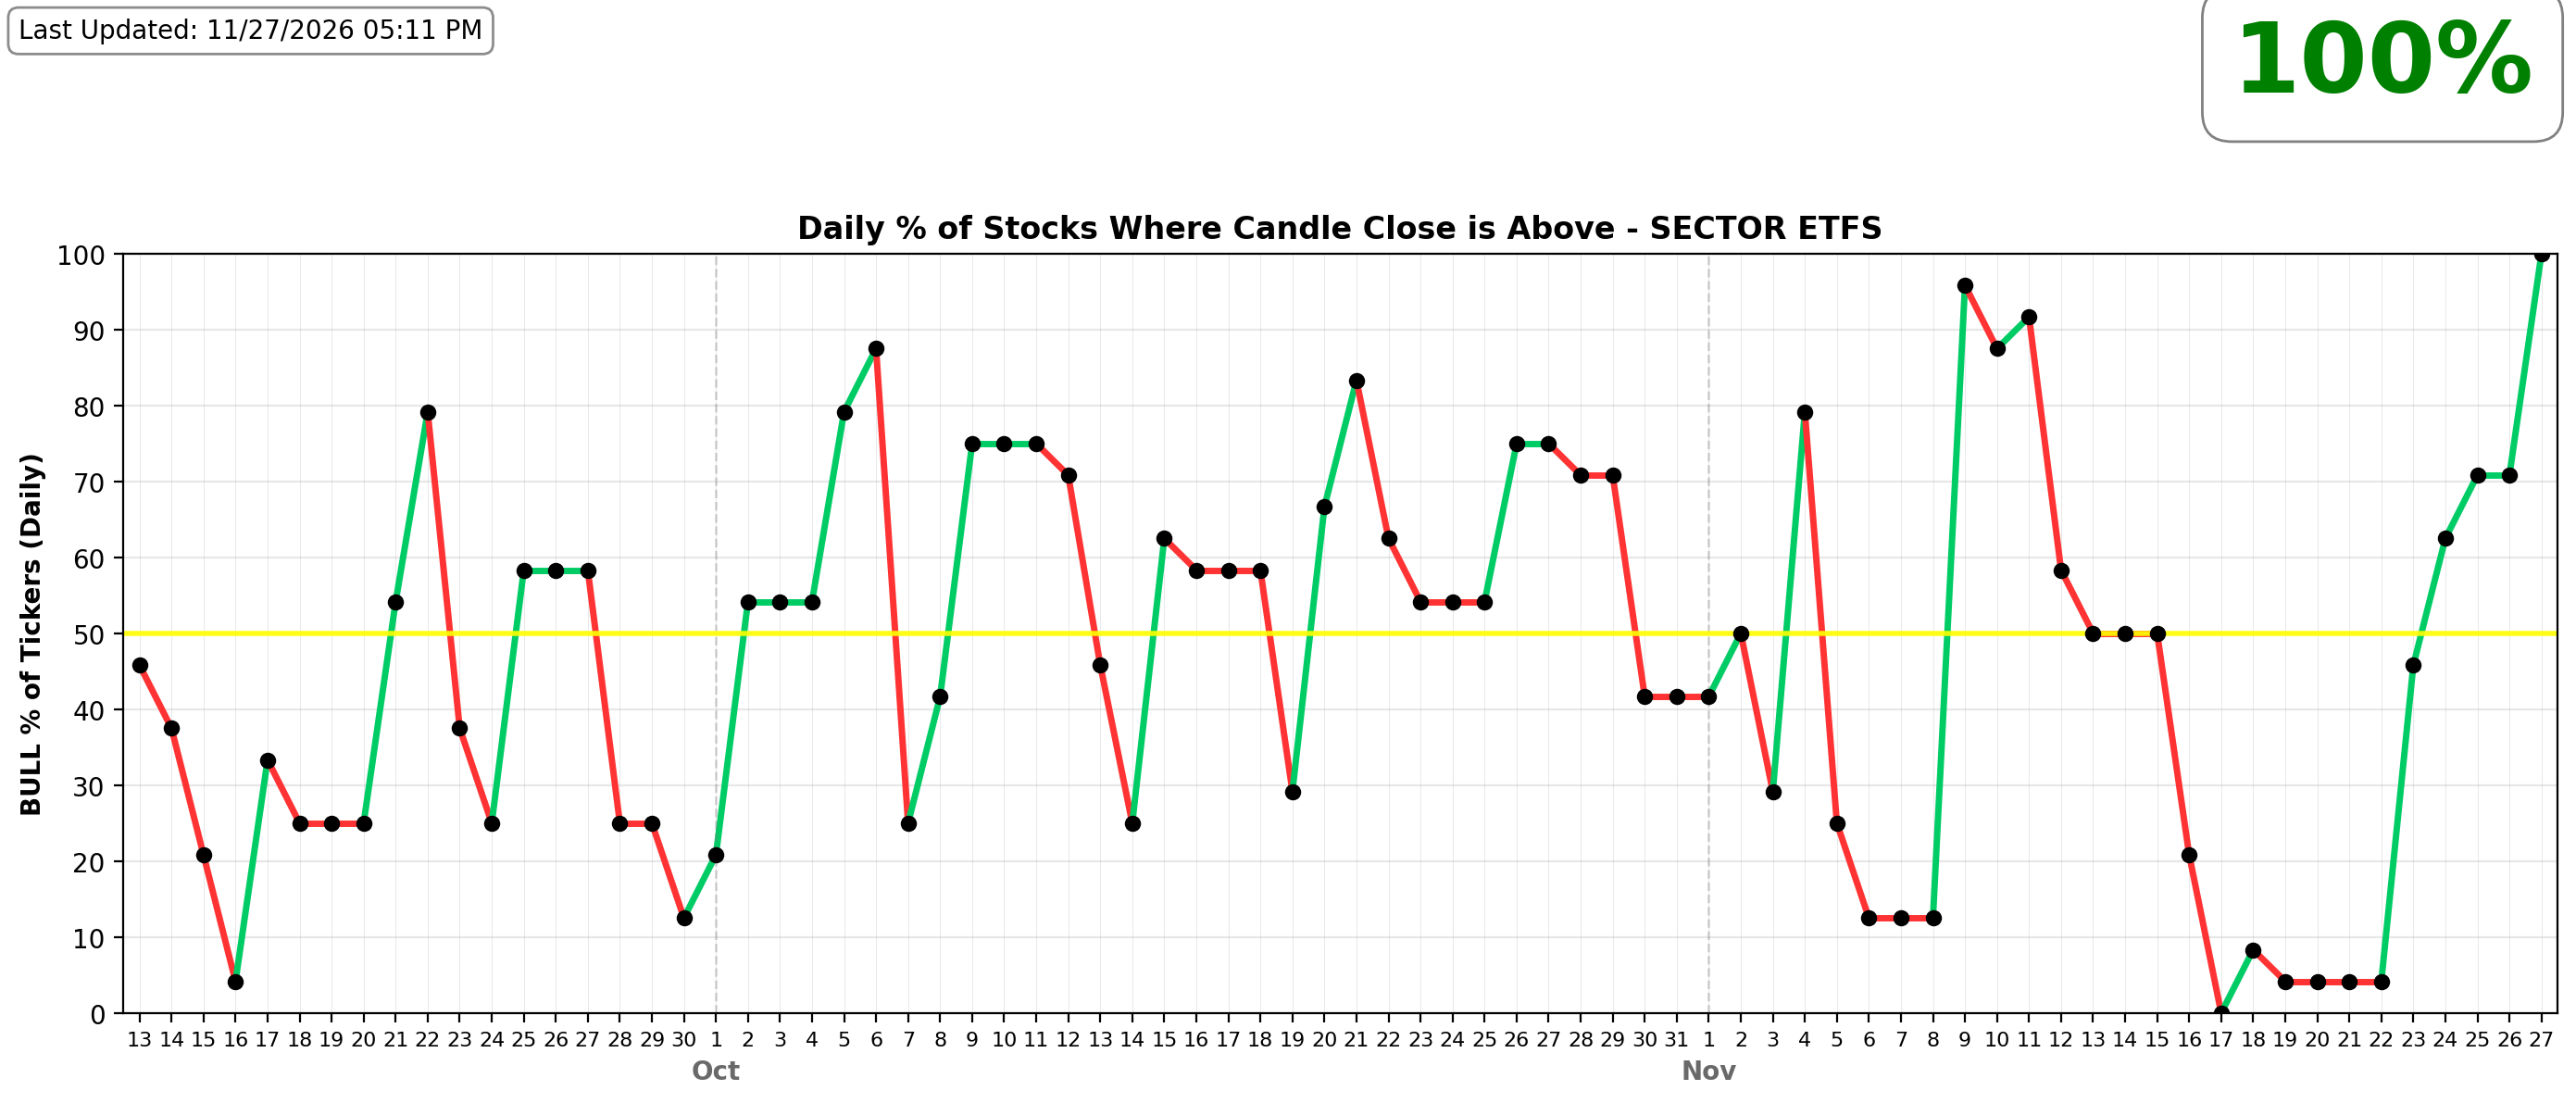 Last Updated: 11/27/2026 05:11 PM
100%
Daily % of Stocks Where Candle Close is Above - SECTOR ETFS
BULL % of Tickers (Daily)
100
90
80
70
60
50
40
30
20
10
0
13 14 15 16 17 18 19 20 21 22 23 24 25 26 27 28 29 30 1 2 3 4 5 6 7 8 9 10 11 12 13 14 15 16 17 18 19 20 21 22 23 24 25 26 27 28 29 30 31 1 2 3 4 5 6 7 8 9 10 11 12 13 14 15 16 17 18 19 20 21 22 23 24 25 26 27
Oct Nov